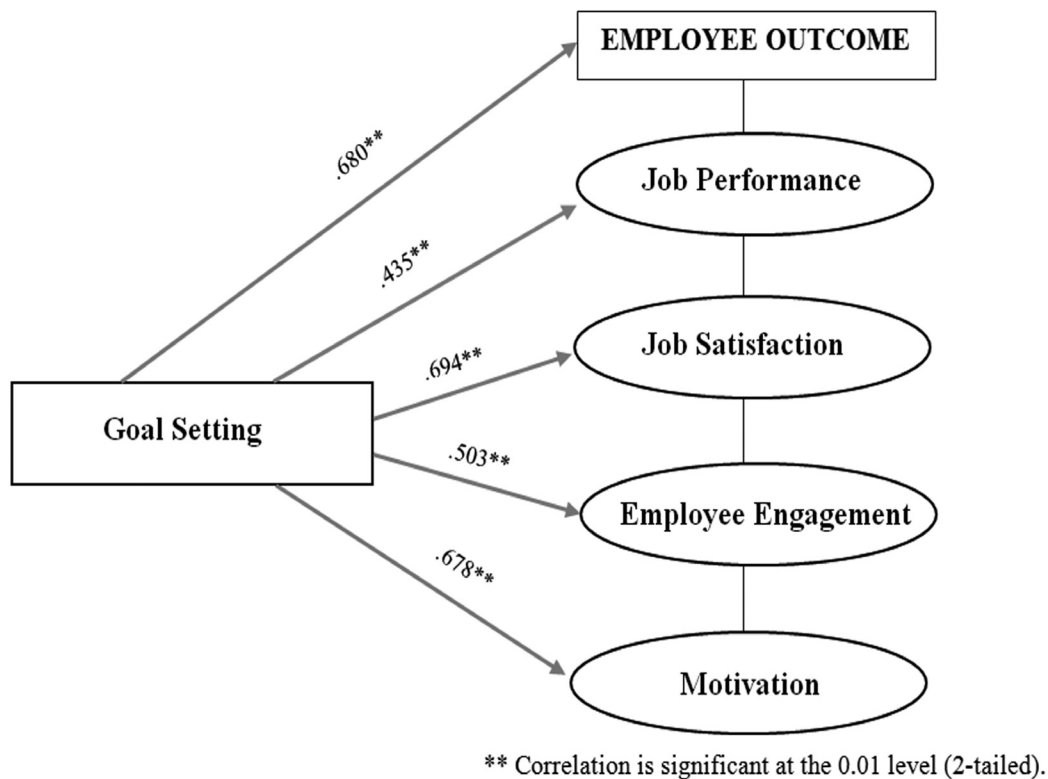 EMPLOYEE OUTCOME
.680**
Job Performance
.435**
Job Satisfaction
.694**
Goal Setting
.503**
Employee Engagement
.678**
Motivation
** Correlation is significant at the 0.01 level (2-tailed).